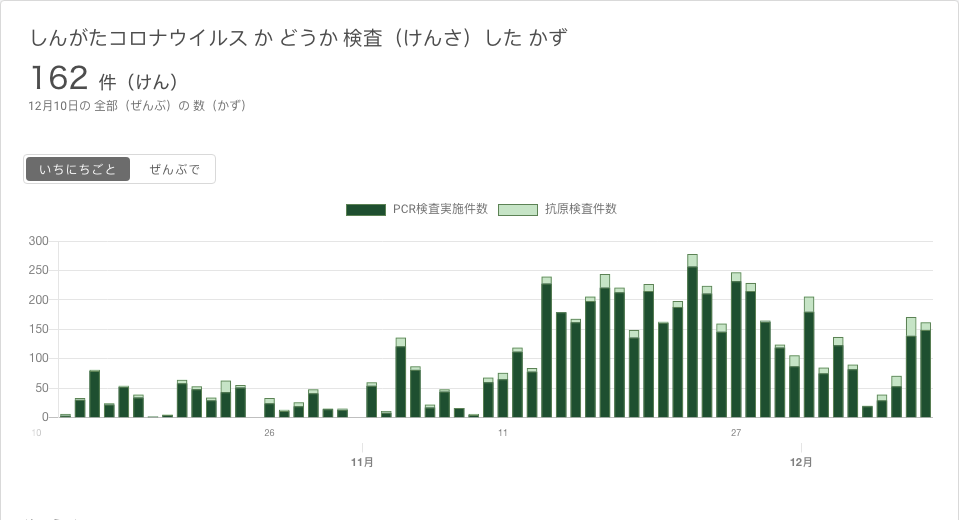 しんがたコロナウイルス か どうか 検査（けんさ）した かず
162 件（けん）
12月10日の 全部（ぜんぶ）の 数（かず）
いちにちごと ぜんぶで
PCR検査実施件数 抗原検査件数
300
250
200
150
100
50
0
10 26 11 27
11月 12月